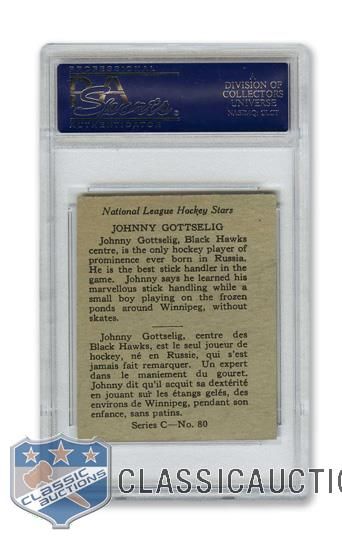 PROFESSIONAL
PSA
Sports
AUTHENTICATOR
A
DIVISION OF
COLLECTORS
UNIVERSE
NASDAQ: CLCT
National League Hockey Stars
JOHNNY GOTTSELIG
Johnny Gottselig, Black Hawks
centre, is the only hockey player of
prominence ever born in Russia.
He is the best stick handler in the
game. Johnny says he learned his
marvellous stick handling while a
small boy playing on the frozen
ponds around Winnipeg, without
skates.
Johnny Gottselig, centre des
Black Hawks, est le seul joueur de
hockey, né en Russie, qui s'est
jamais fait remarquer. Un expert
dans le maniement du gouret.
Johnny dit qu'il acquit sa dextérité
en jouant sur les étangs gelés, des
environs de Winnipeg, pendant son
enfance, sans patins.
Series C—No. 80
CLASSIC
AUCTIONS
CLASSICAUCTIO